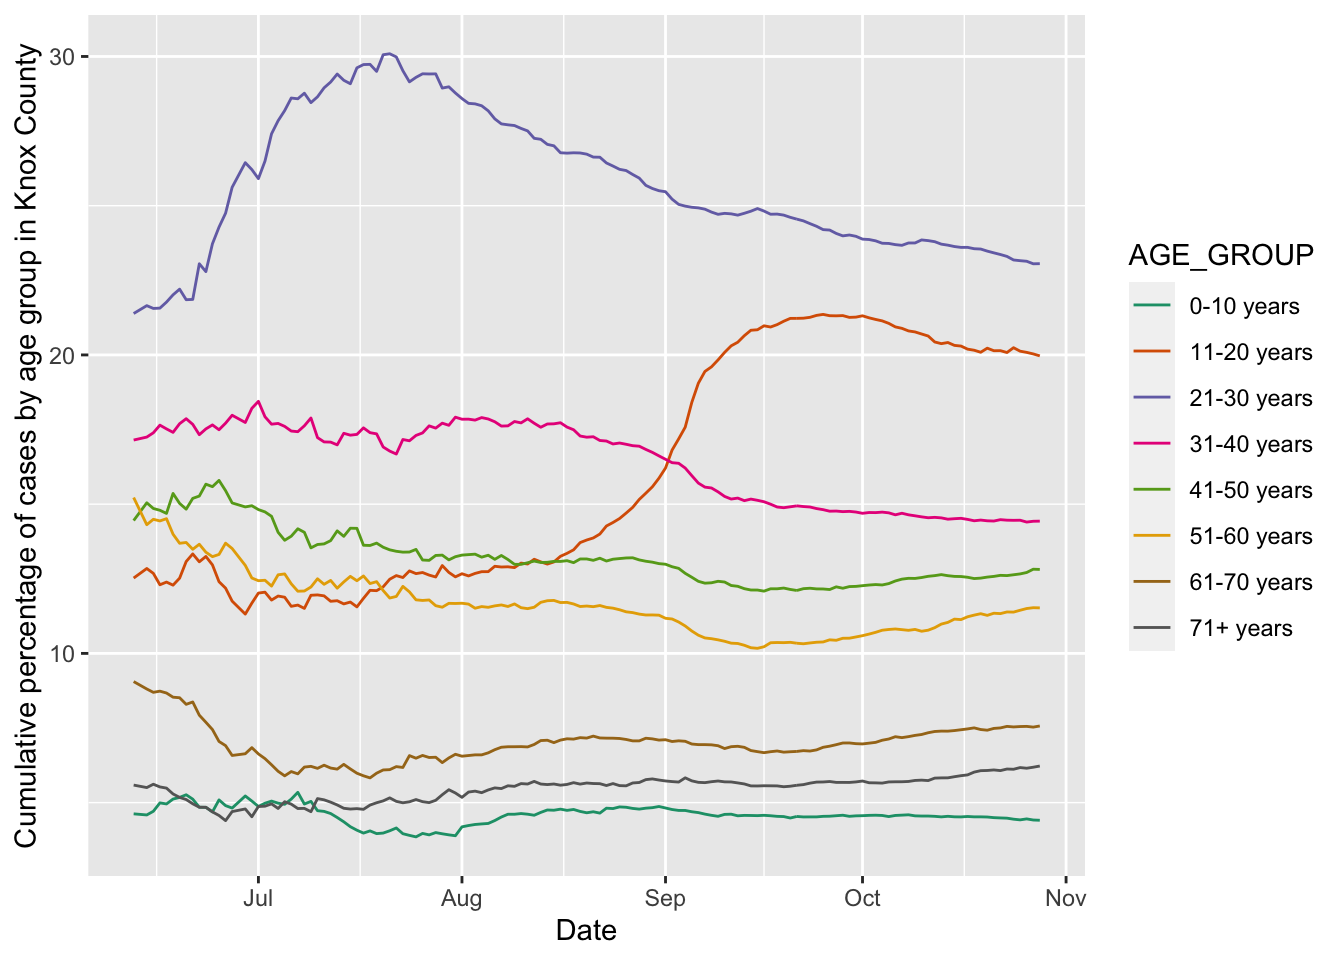 Cumulative percentage of cases by age group in Knox County
30
20
10
Jul
Aug
Sep
Oct
Nov
Date
AGE_GROUP
0-10 years
11-20 years
21-30 years
31-40 years
41-50 years
51-60 years
61-70 years
71+ years